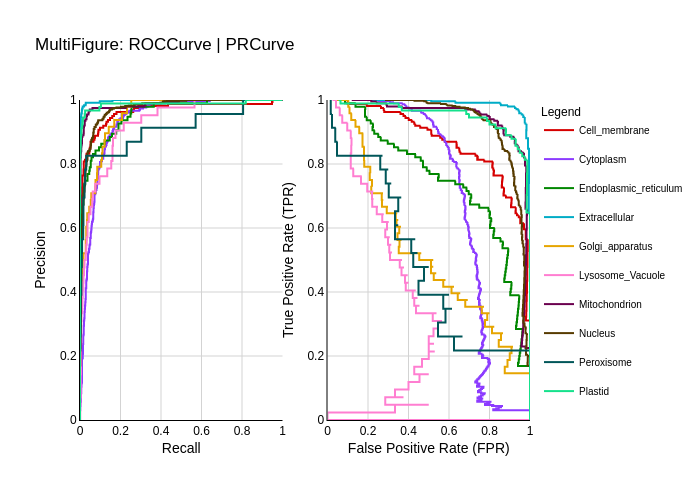 MultiFigure: ROCCurve | PRCurve
Precision
1
0.8
0.6
0.4
0.2
0
0 0.2 0.4 0.6 0.8 1
Recall
True Positive Rate (TPR)
1
0.8
0.6
0.4
0.2
0
0 0.2 0.4 0.6 0.8 1
False Positive Rate (FPR)
Legend
Cell_membrane
Cytoplasm
Endoplasmic_reticulum
Extracellular
Golgi_apparatus
Lysosome_Vacuole
Mitochondrion
Nucleus
Peroxisome
Plastid